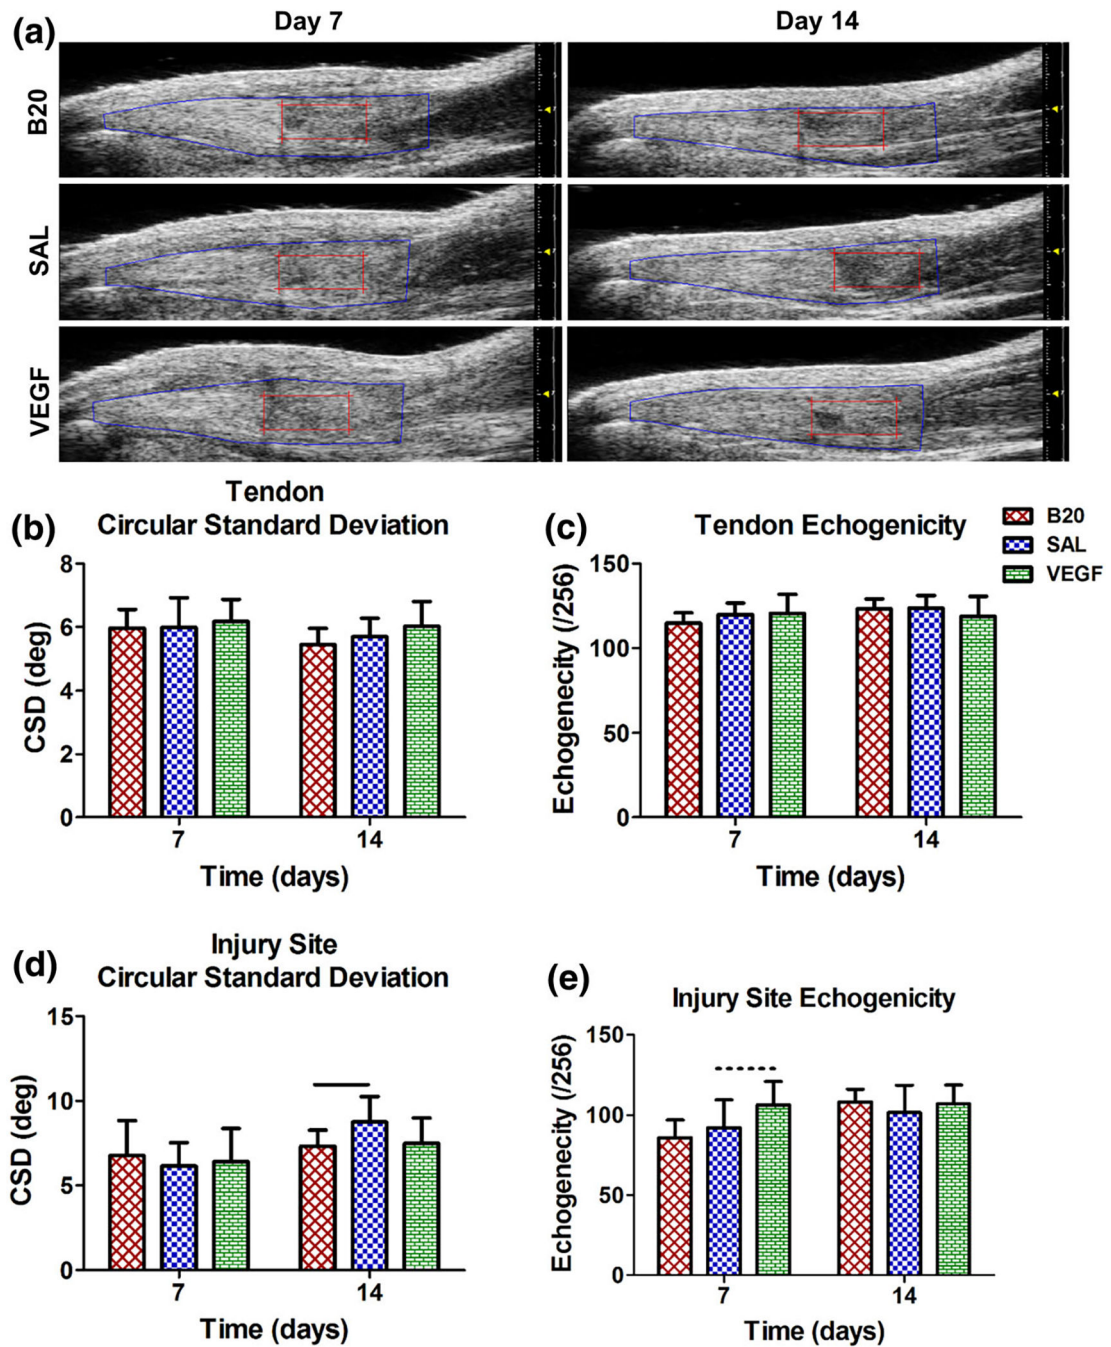 (a)
Day 7
Day 14
B20
SAL
VEGF
(b)
Tendon
Circular Standard Deviation
CSD (deg)
8
6
4
2
0
7
14
Time (days)
(c)
Tendon Echogenicity
B20
SAL
VEGF
Echogenecity (/256)
150
100
50
0
7
14
Time (days)
(d)
Injury Site
Circular Standard Deviation
CSD (deg)
15
10
5
0
7
14
Time (days)
(e)
Injury Site Echogenicity
Echogenecity (/256)
150
100
50
0
7
14
Time (days)